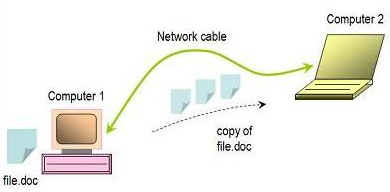 Computer 2
Network cable
Computer 1
copy of
file.doc
file.doc